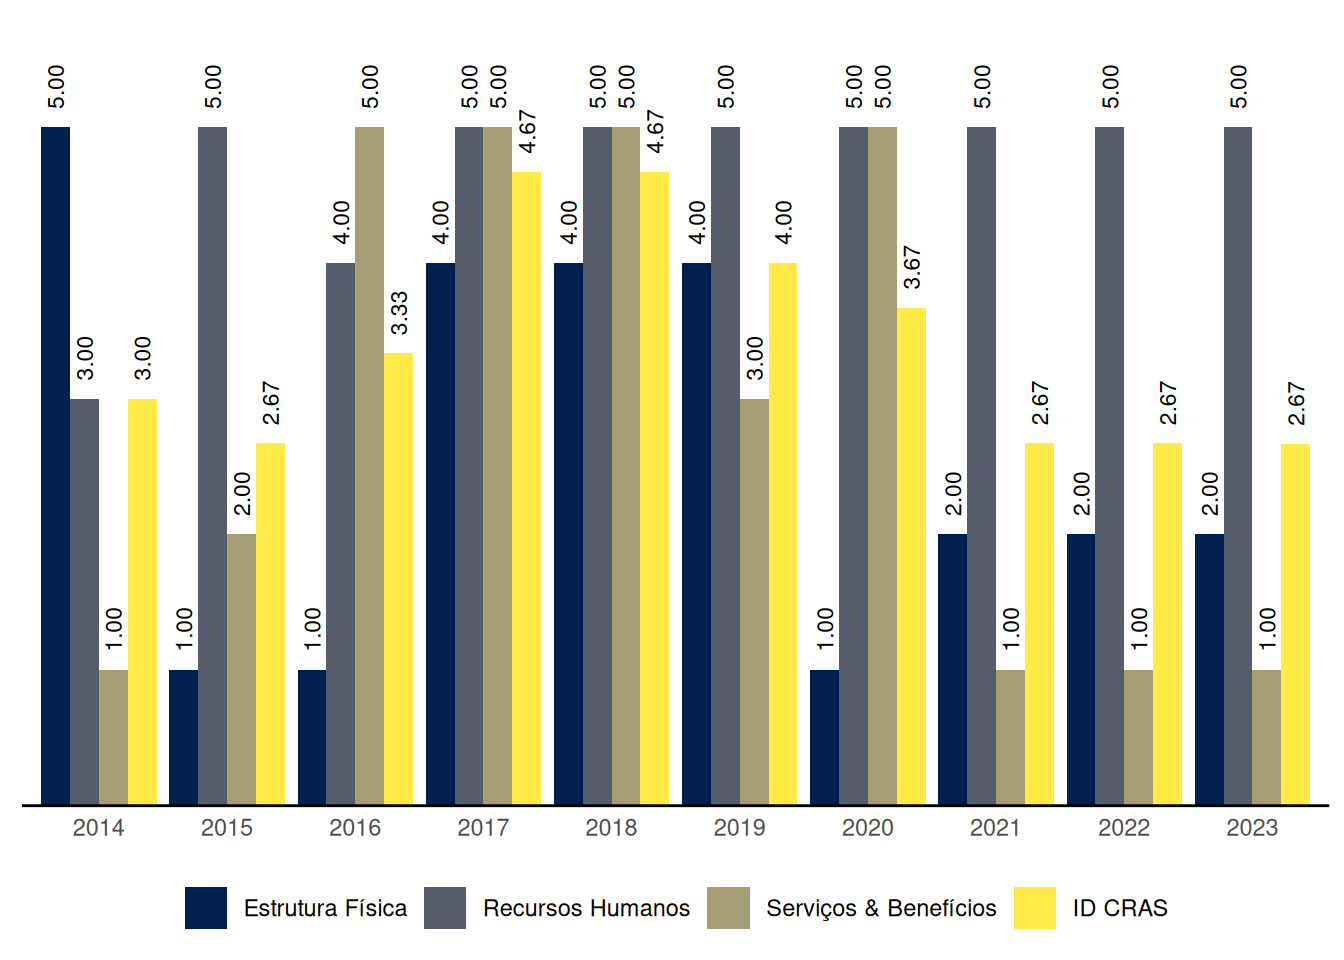 5.00 3.00 1.00 3.00
1.00 5.00 2.00 2.67
1.00 4.00 5.00 3.33
4.00 5.00 5.00 4.67
4.00 5.00 5.00 4.67
4.00 5.00 3.00 4.00
1.00 5.00 5.00 3.67
2.00 5.00 1.00 2.67
2.00 5.00 1.00 2.67
2.00 5.00 1.00 2.67
2014 2015 2016 2017 2018 2019 2020 2021 2022 2023
Estrutura Física Recursos Humanos Serviços & Benefícios ID CRAS